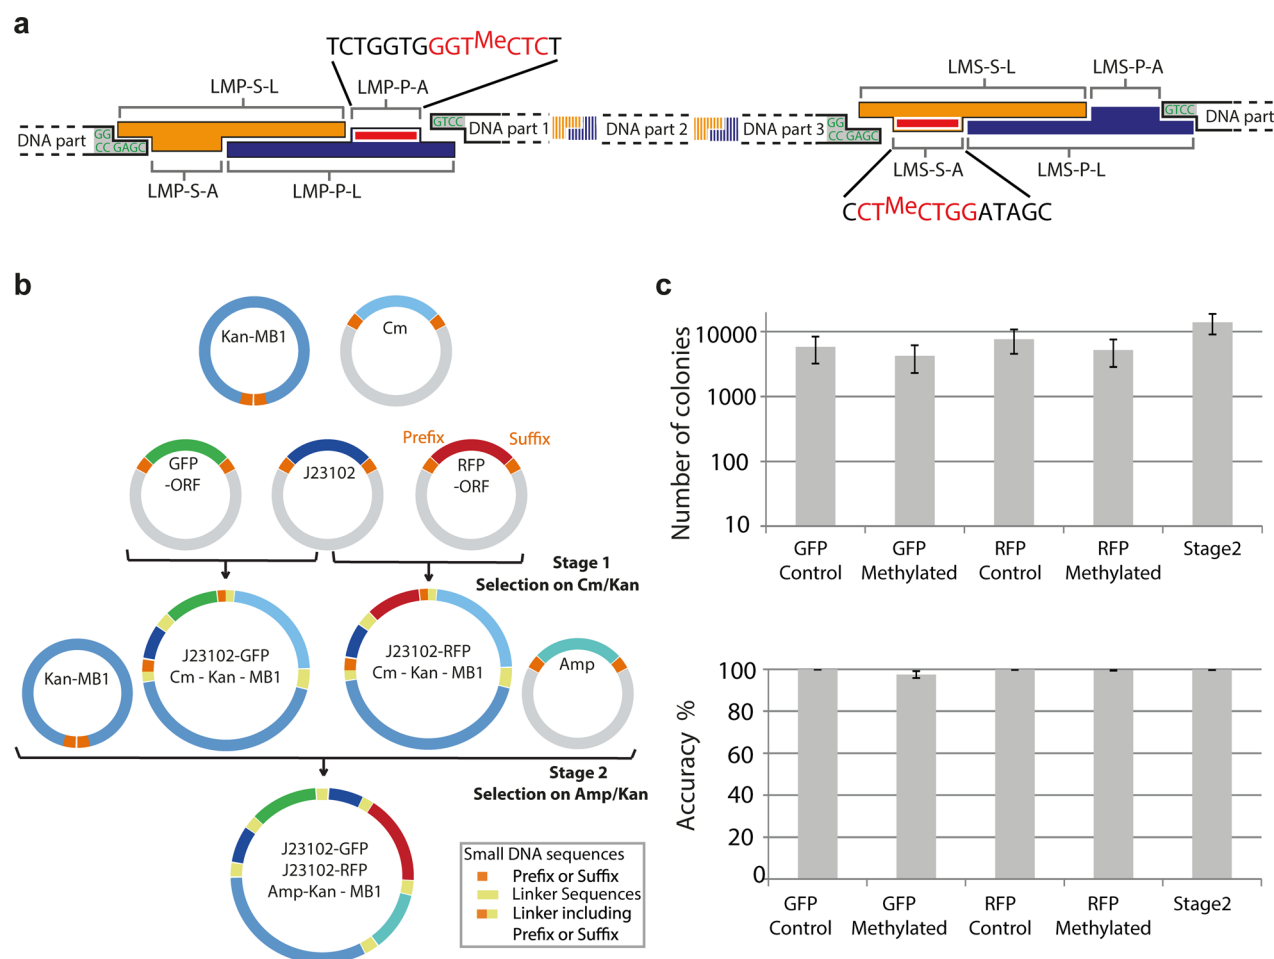 a
TCTGGTGGGTMeCTCT
LMP-S-L
LMP-P-A
LMS-S-L
LMS-P-A
DNA part
GG
CC GAGC
GTCC
DNA part 1
DNA part 2
DNA part 3
GG
CC GAGC
GTCC
DNA part
LMP-S-A
LMP-P-L
LMS-S-A
LMS-P-L
CCTMeCTGGATAGC
b
Kan-MB1
Cm
Prefix
Suffix
GFP
-ORF
J23102
RFP
-ORF
Stage 1
Selection on Cm/Kan
Kan-MB1
J23102-GFP
Cm - Kan - MB1
J23102-RFP
Cm - Kan - MB1
Amp
Stage 2
Selection on Amp/Kan
J23102-GFP
J23102-RFP
Amp-Kan - MB1
Small DNA sequences
Prefix or Suffix
Linker Sequences
Linker including
Prefix or Suffix
c
Number of colonies
10000
1000
100
10
GFP
Control
GFP
Methylated
RFP
Control
RFP
Methylated
Stage2
Accuracy %
100
80
60
40
20
0
GFP
Control
GFP
Methylated
RFP
Control
RFP
Methylated
Stage2